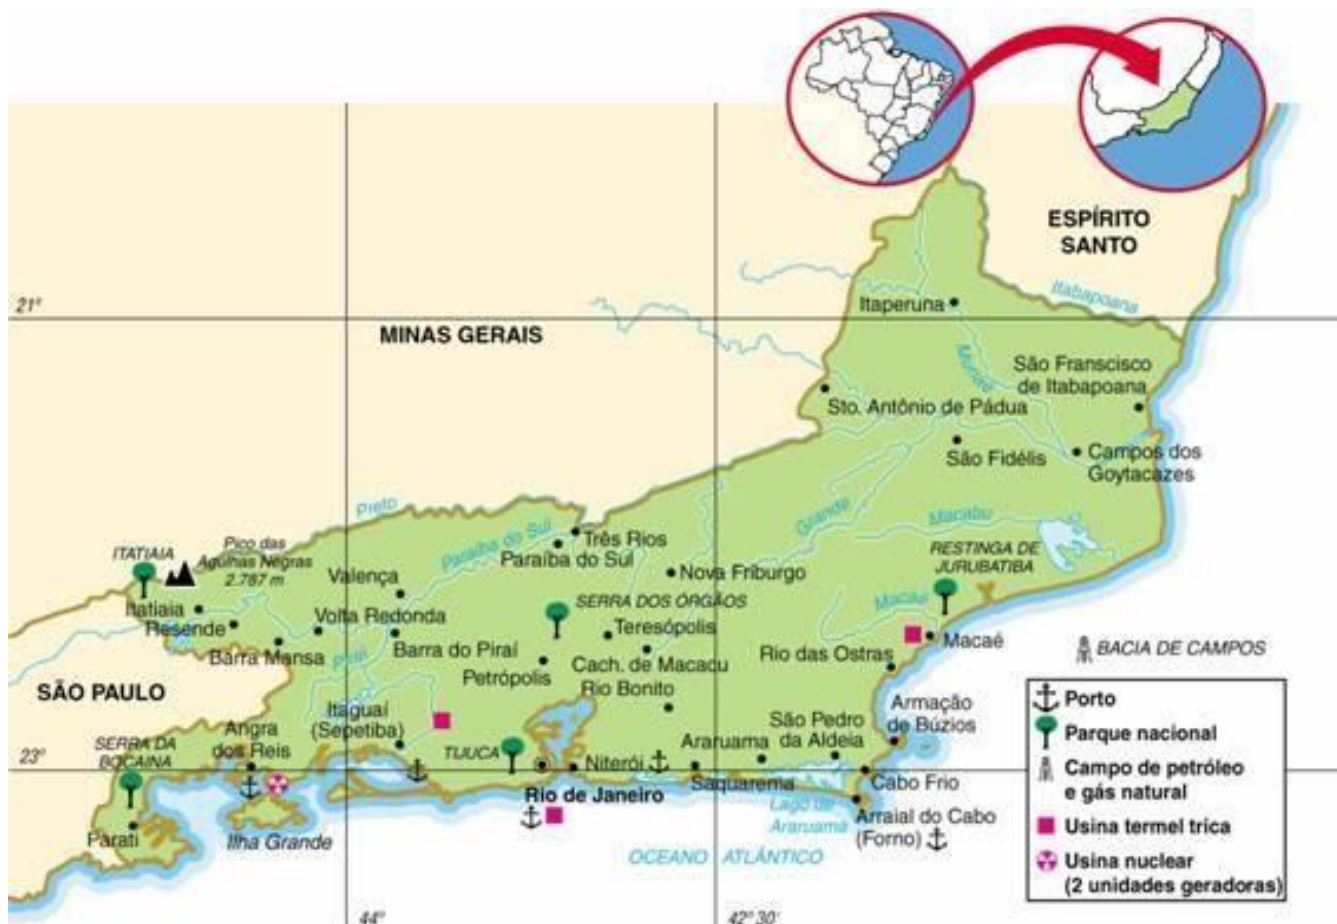 ESPÍRITO
SANTO
21°
Itaperuna
Itabapoana
MINAS GERAIS
Muriaé
São Franscisco
de Itabapoana
Sto. Antônio de Pádua
São Fidélis
Campos dos
Goytacazes
Preto
Paraíba do Sul
Grande
Macabu
Três Rios
Paraíba do Sul
ITATIAIA
Pico das
Agulhas Negras
2.787 m
Valença
Nova Friburgo
RESTINGA DE
JURUBATIBA
Itatiaia
Resende
Volta Redonda
SERRA DOS ÓRGÃOS
Teresópolis
Macaé
Macaé
Barra Mansa
Piraí
Barra do Piraí
Petrópolis
Cach. de Macacu
Rio das Ostras
BACIA DE CAMPOS
SÃO PAULO
Itaguaí
(Sepetiba)
Rio Bonito
Armação
de Búzios
Angra
dos Reis
São Pedro
da Aldeia
SERRA DA
BOCAINA
TIJUCA
Araruama
23°
Niterói
Saquarema
Cabo Frio
Rio de Janeiro
Lago de
Araruama
Arraial do Cabo
(Forno)
Parati
Ilha Grande
OCEANO ATLÂNTICO
44°
42° 30'
Porto
Parque nacional
Campo de petróleo
e gás natural
Usina termel trica
Usina nuclear
(2 unidades geradoras)